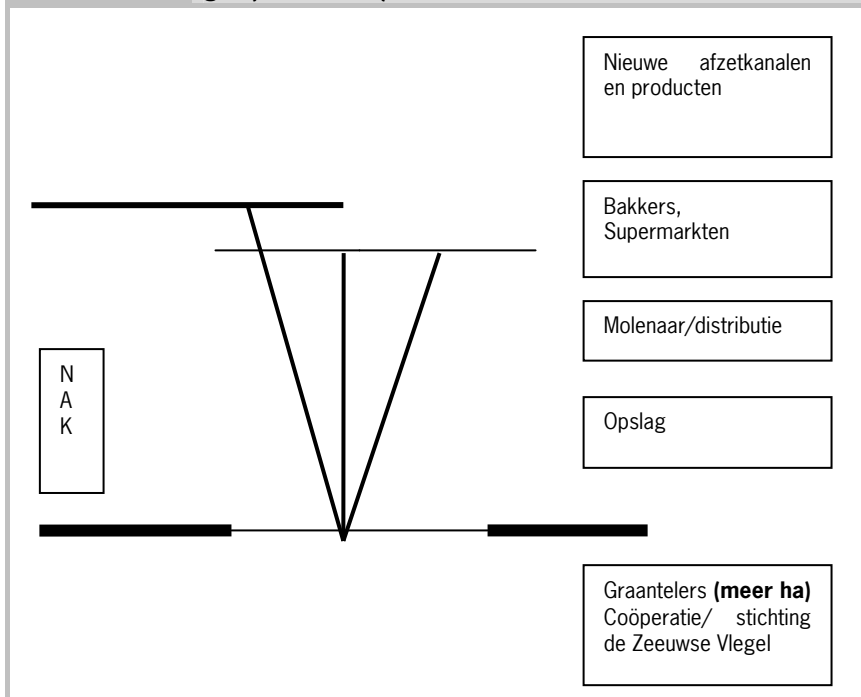 Nieuwe afzetkanalen
en producten
Bakkers,
Supermarkten
Molenaar/distributie
N
A
K
Opslag
Graantelers (meer ha)
Coöperatie/ stichting
de Zeeuwse Vlegel